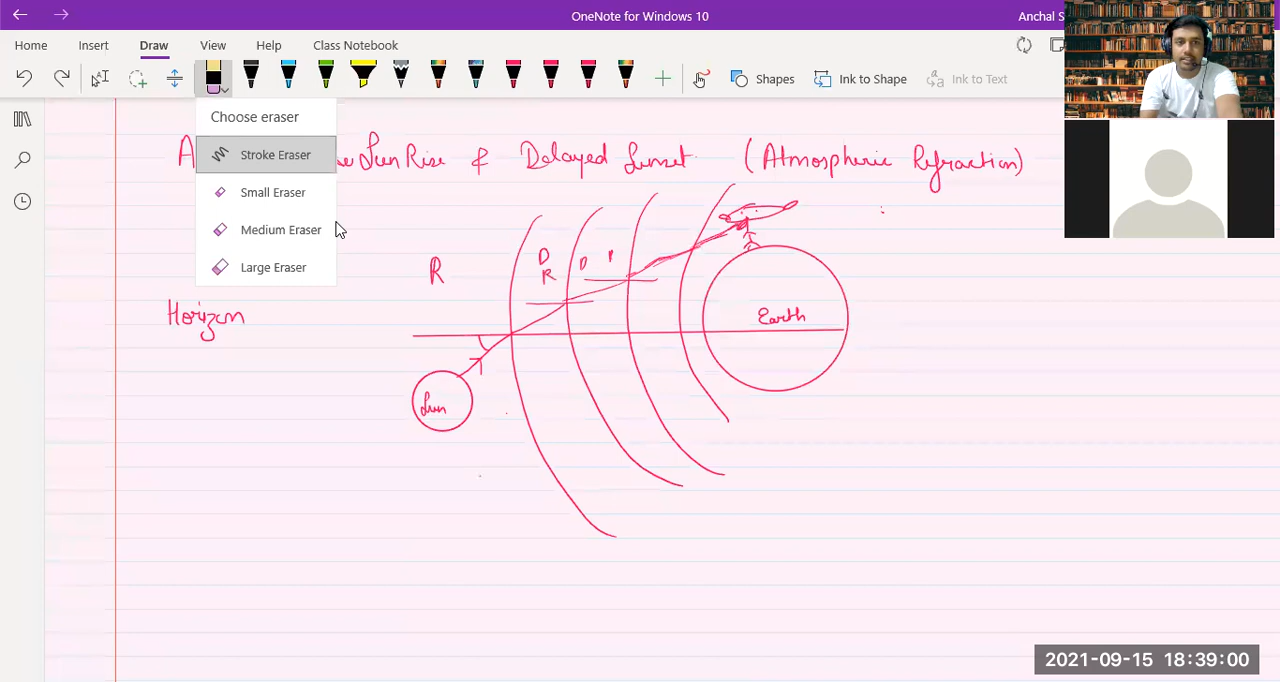 OneNote for Windows 10
Anchal S
Home Insert Draw View Help Class Notebook
Shapes Ink to Shape Ink to Text
Choose eraser
Stroke Eraser
Small Eraser
Medium Eraser
Large Eraser
A SunRise & Delayed Sunset (Atmospheric Refraction)
R D D
R
Horizon
Earth
Sun
2021-09-15 18:39:00